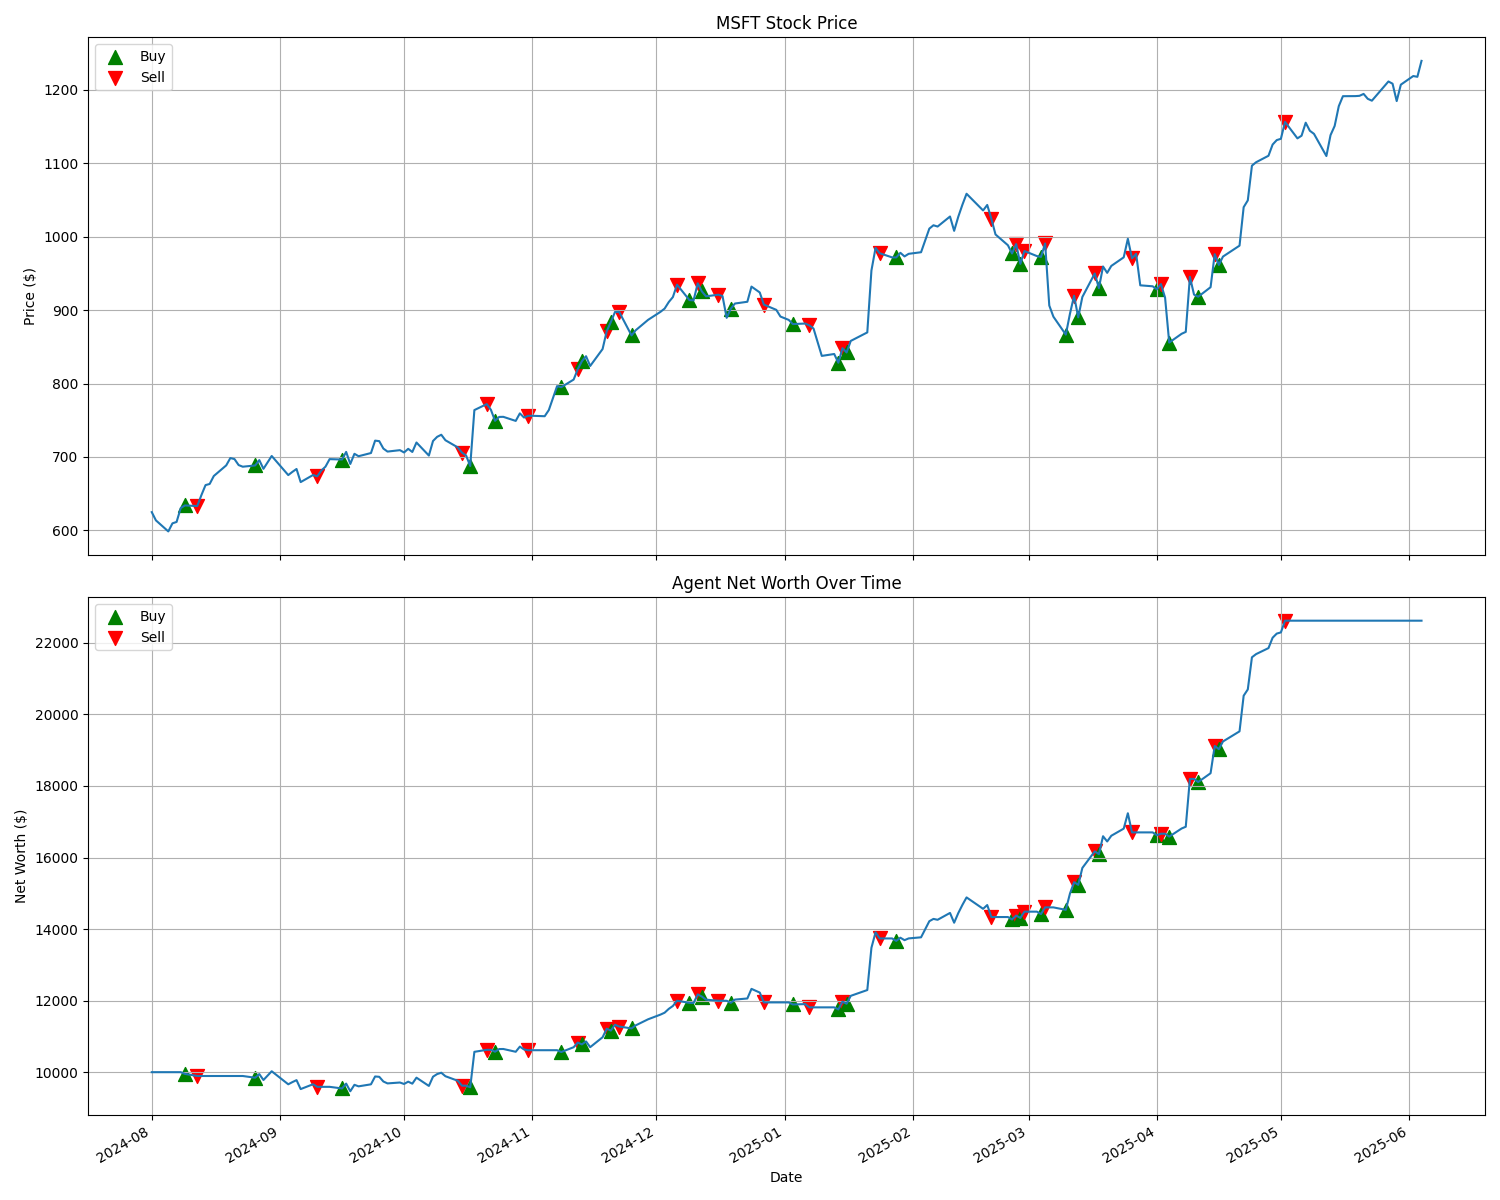 MSFT Stock Price
Buy
Sell
1200
1100
1000
900
800
700
600
Price ($)
Agent Net Worth Over Time
Buy
Sell
22000
20000
18000
16000
14000
12000
10000
Net Worth ($)
2024-08
2024-09
2024-10
2024-11
2024-12
2025-01
2025-02
2025-03
2025-04
2025-05
2025-06
Date